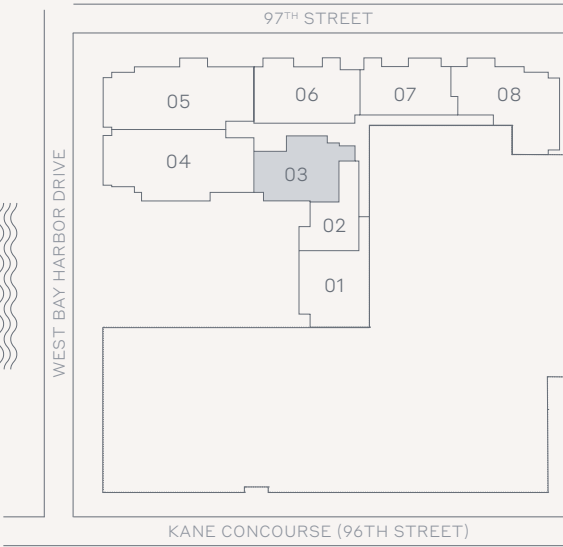 97TH STREET
05
06
07
08
04
03
02
01
WEST BAY HARBOR DRIVE
KANE CONCOURSE (96TH STREET)